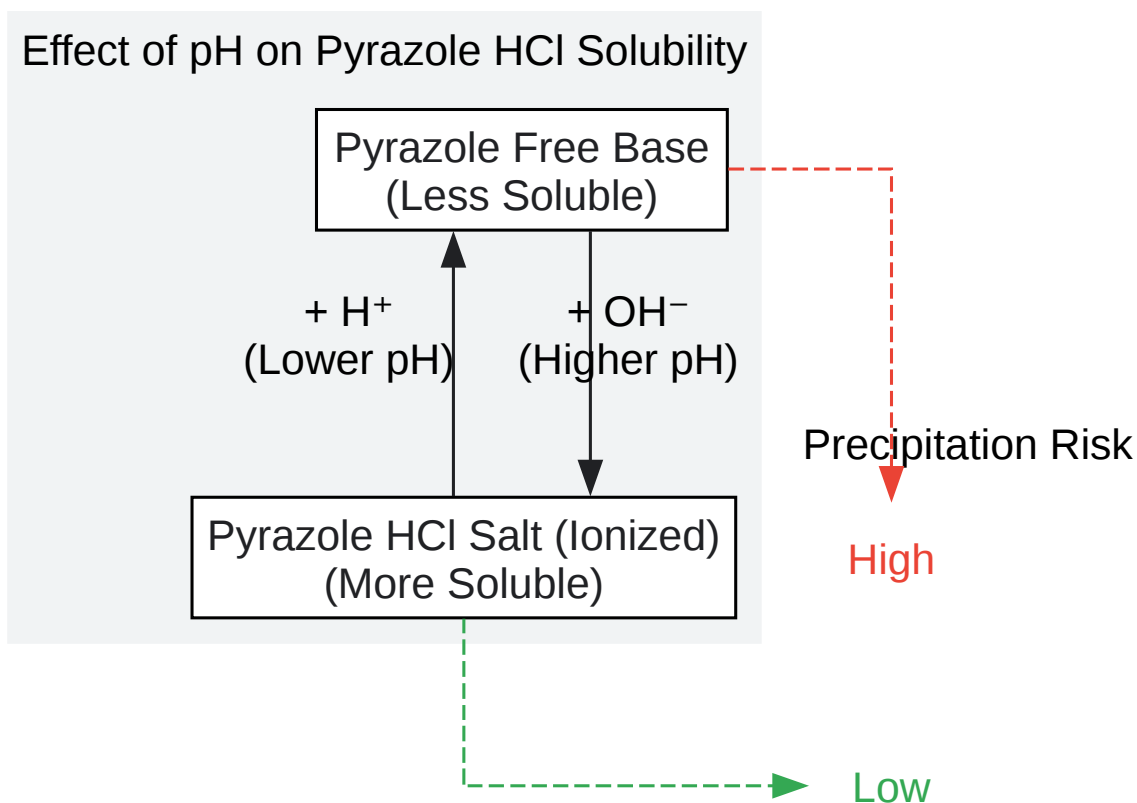 Effect of pH on Pyrazole HCl Solubility
Pyrazole Free Base
(Less Soluble)
+ H⁺
(Lower pH)
+ OH⁻
(Higher pH)
Precipitation Risk
Pyrazole HCl Salt (Ionized)
(More Soluble)
High
Low